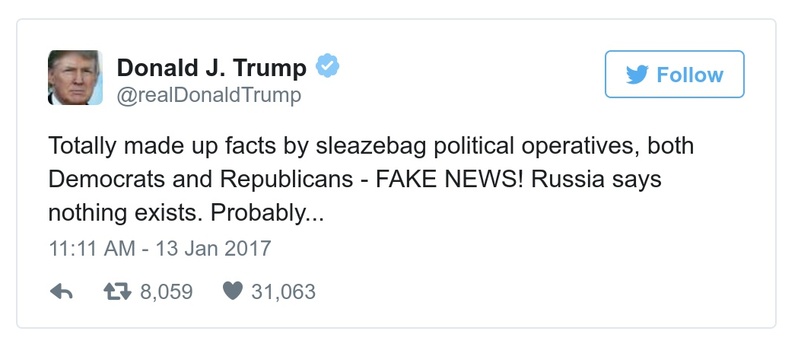 Donald J. Trump
Follow
@realDonaldTrump
Totally made up facts by sleazebag political operatives, both
Democrats and Republicans - FAKE NEWS! Russia says
nothing exists. Probably...
11:11 AM - 13 Jan 2017
8,059 31,063